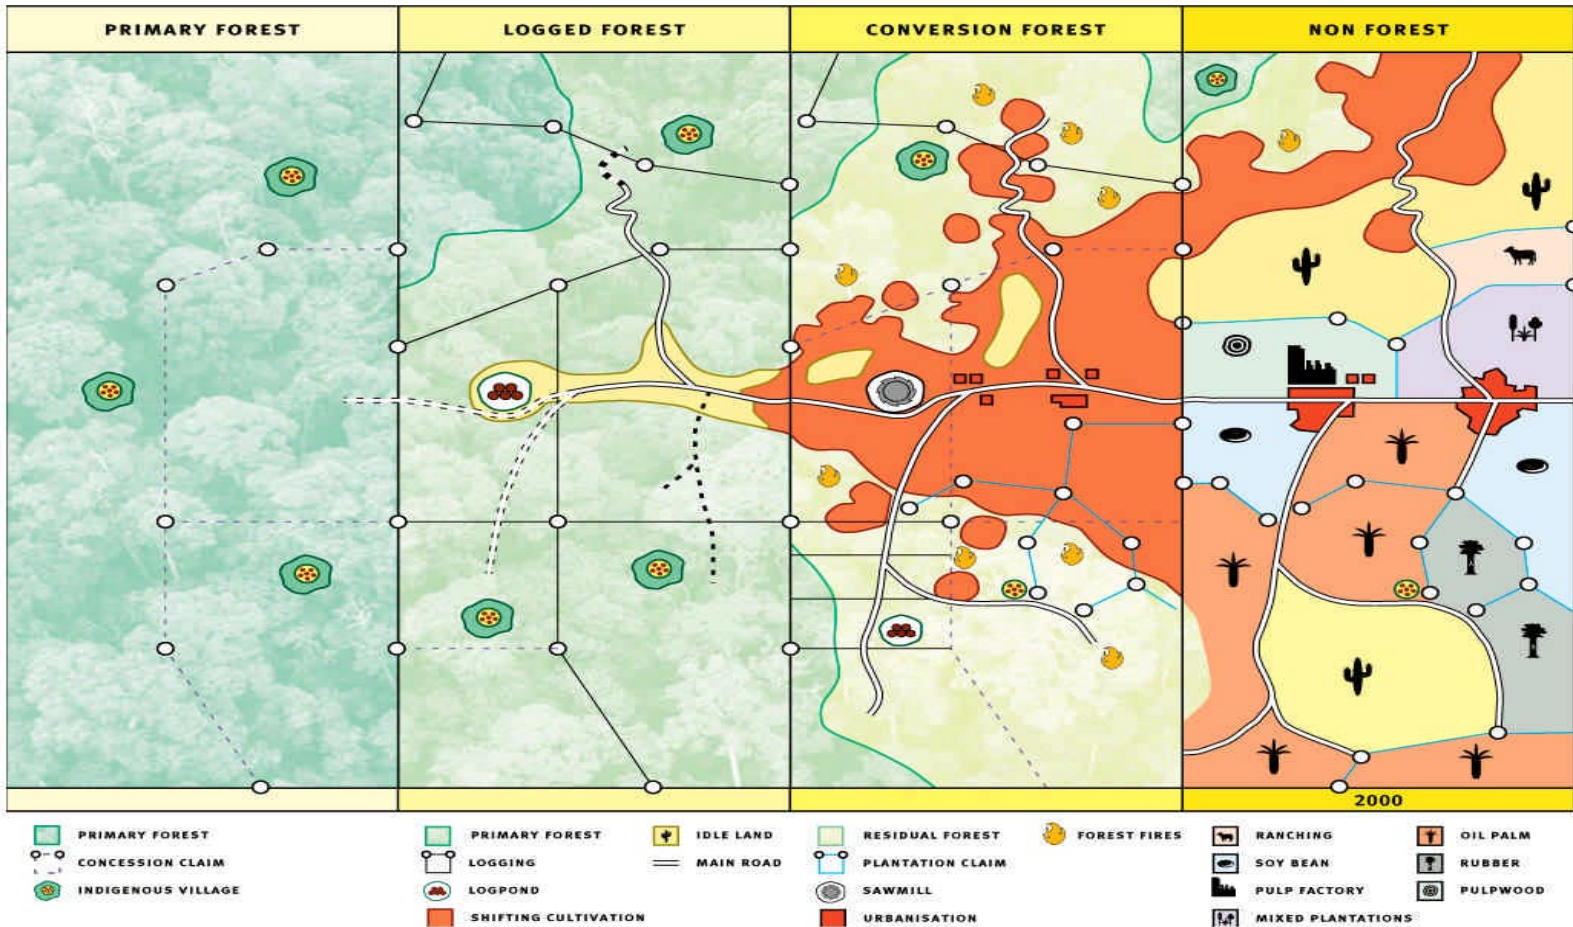 PRIMARY FOREST
LOGGED FOREST
CONVERSION FOREST
NON FOREST
2000
PRIMARY FOREST
CONCESSION CLAIM
INDIGENOUS VILLAGE
PRIMARY FOREST
LOGGING
LOGPOND
SHIFTING CULTIVATION
IDLE LAND
MAIN ROAD
RESIDUAL FOREST
PLANTATION CLAIM
SAWMILL
URBANISATION
FOREST FIRES
RANCHING
SOY BEAN
PULP FACTORY
MIXED PLANTATIONS
OIL PALM
RUBBER
PULPWOOD